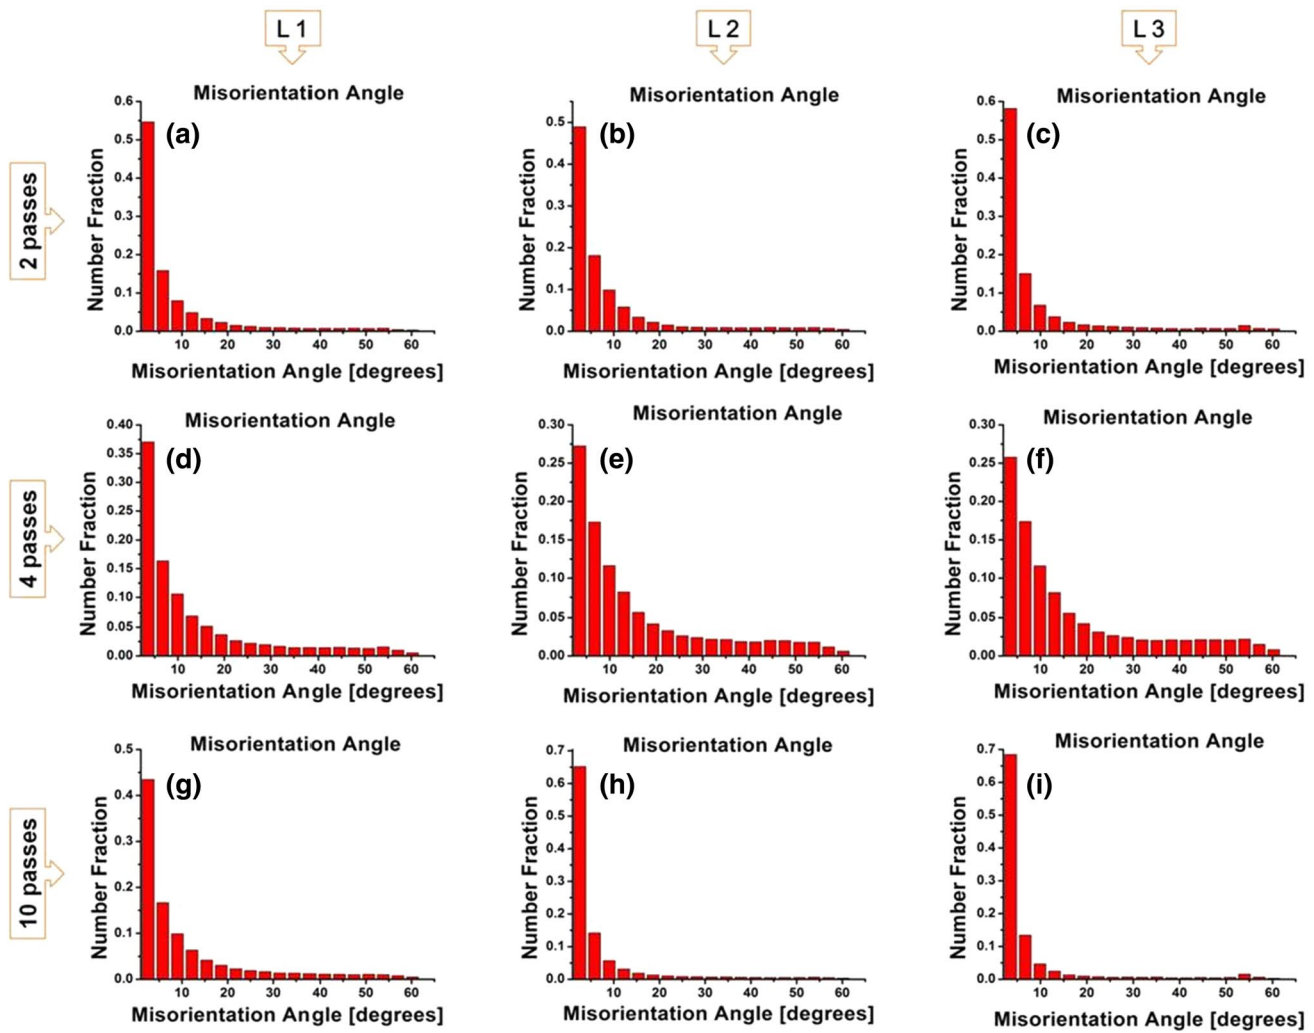 L 1
L 2
L 3
2 passes
Misorientation Angle
(a)
Number Fraction
0.6
0.5
0.4
0.3
0.2
0.1
0.0
10 20 30 40 50 60
Misorientation Angle [degrees]
Misorientation Angle
(b)
Number Fraction
0.5
0.4
0.3
0.2
0.1
0.0
10 20 30 40 50 60
Misorientation Angle [degrees]
Misorientation Angle
(c)
Number Fraction
0.6
0.5
0.4
0.3
0.2
0.1
0.0
10 20 30 40 50 60
Misorientation Angle [degrees]
4 passes
Misorientation Angle
(d)
Number Fraction
0.40
0.35
0.30
0.25
0.20
0.15
0.10
0.05
0.00
10 20 30 40 50 60
Misorientation Angle [degrees]
Misorientation Angle
(e)
Number Fraction
0.30
0.25
0.20
0.15
0.10
0.05
0.00
10 20 30 40 50 60
Misorientation Angle [degrees]
Misorientation Angle
(f)
Number Fraction
0.30
0.25
0.20
0.15
0.10
0.05
0.00
10 20 30 40 50 60
Misorientation Angle [degrees]
10 passes
Misorientation Angle
(g)
Number Fraction
0.5
0.4
0.3
0.2
0.1
0.0
10 20 30 40 50 60
Misorientation Angle [degrees]
Misorientation Angle
(h)
Number Fraction
0.7
0.6
0.5
0.4
0.3
0.2
0.1
0.0
10 20 30 40 50 60
Misorientation Angle [degrees]
Misorientation Angle
(i)
Number Fraction
0.7
0.6
0.5
0.4
0.3
0.2
0.1
0.0
10 20 30 40 50 60
Misorientation Angle [degrees]